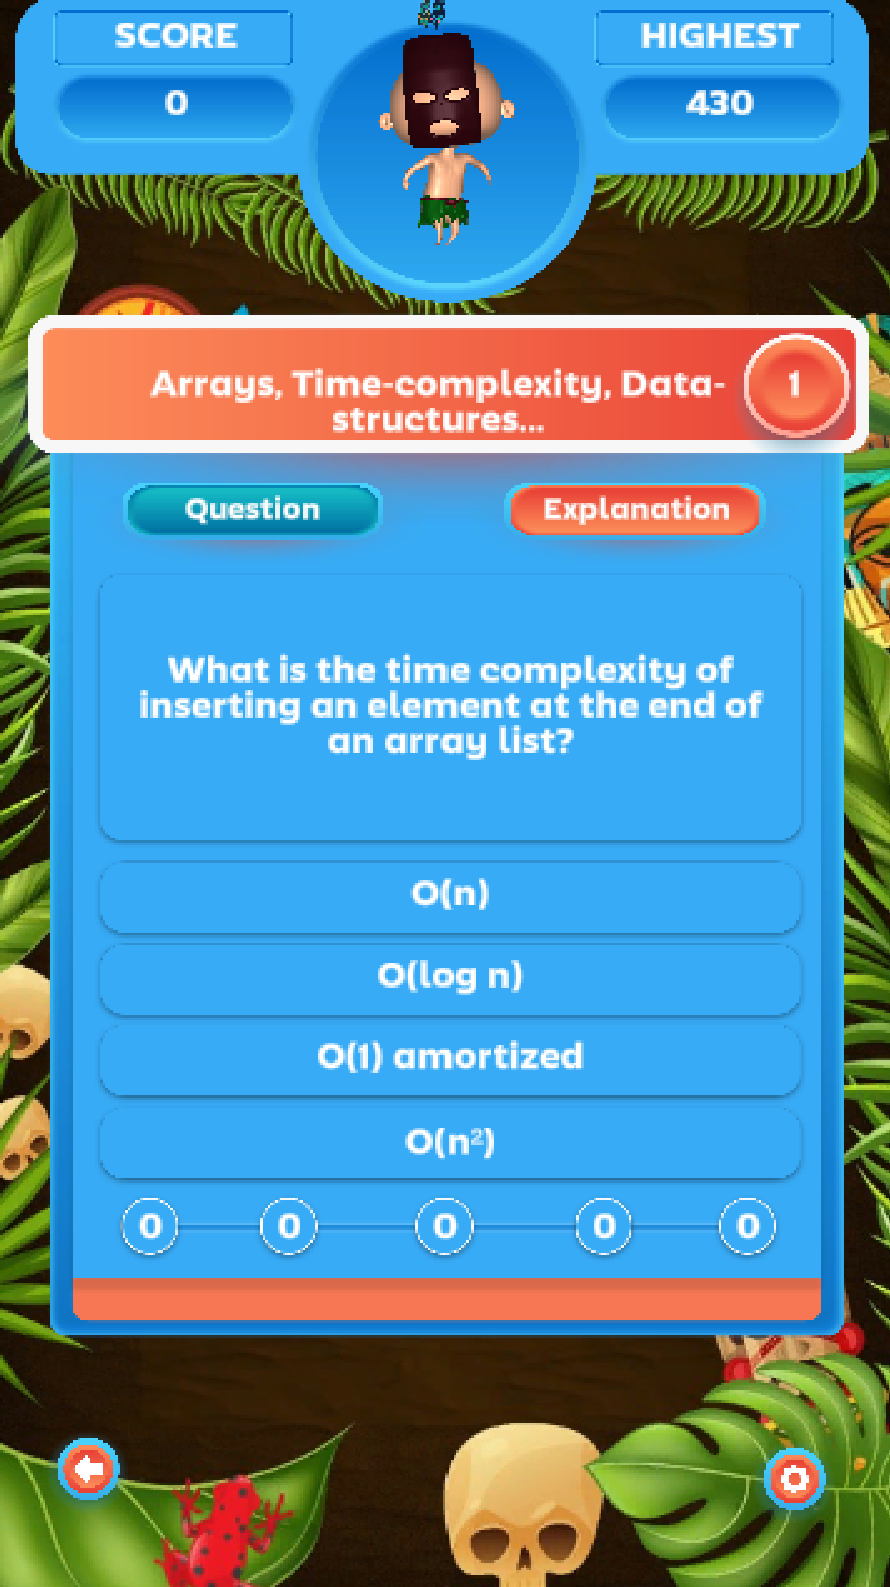 SCORE
HIGHEST
0
430
Arrays, Time-complexity, Data-
structures...
1
Question
Explanation
What is the time complexity of
inserting an element at the end of
an array list?
O(n)
O(log n)
O(1) amortized
O(n²)
0 0 0 0 0